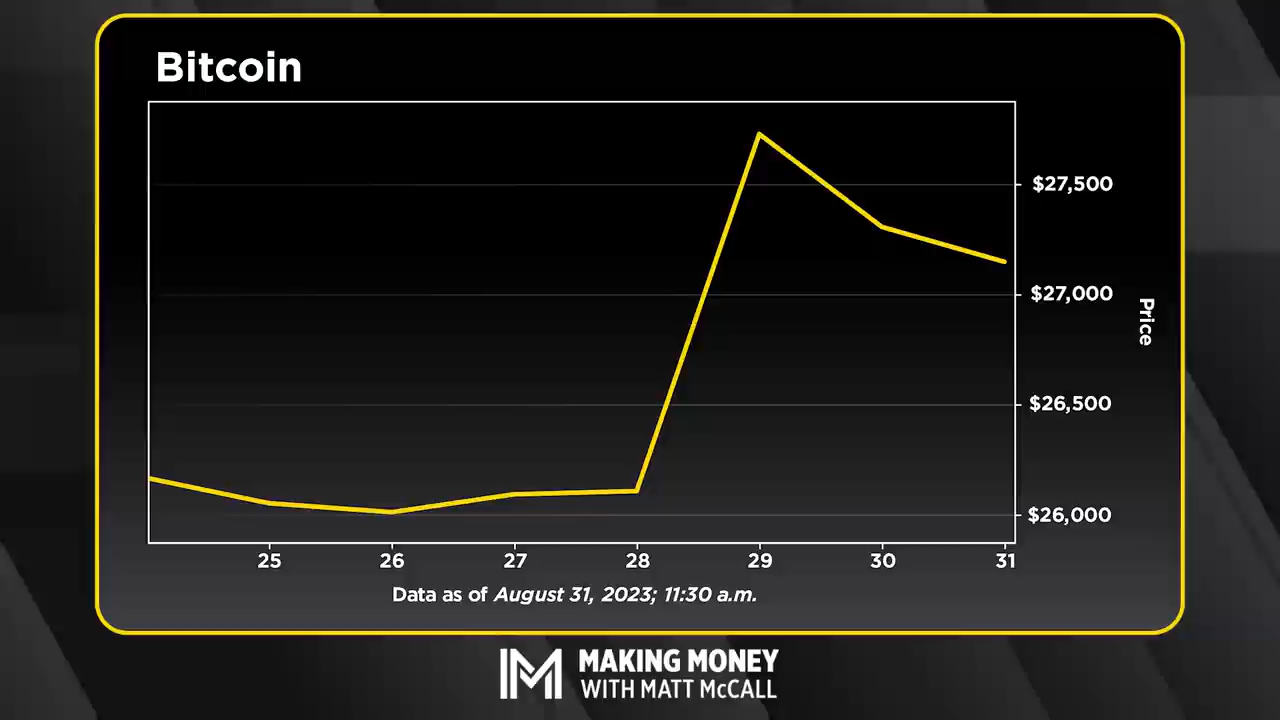 Bitcoin
$27,500
$27,000
Price
$26,500
$26,000
25 26 27 28 29 30 31
Data as of August 31, 2023; 11:30 a.m.
MAKING MONEY
WITH MATT McCALL